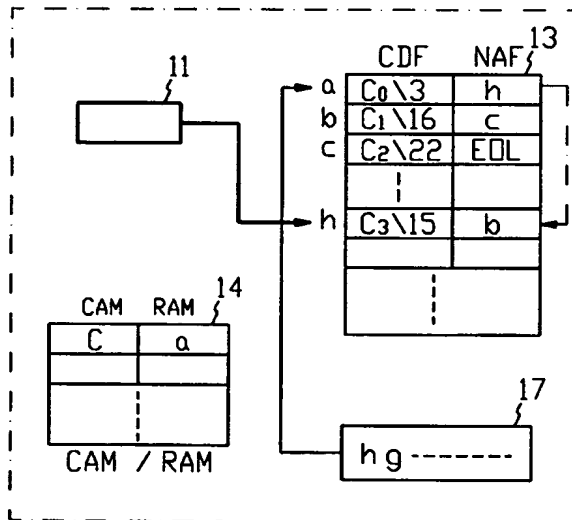 11
CDF NAF 13
a C0\3 h
b C1\16 c
c C2\22 EOL
h C3\15 b
CAM RAM 14
C a
CAM / RAM
17
hg